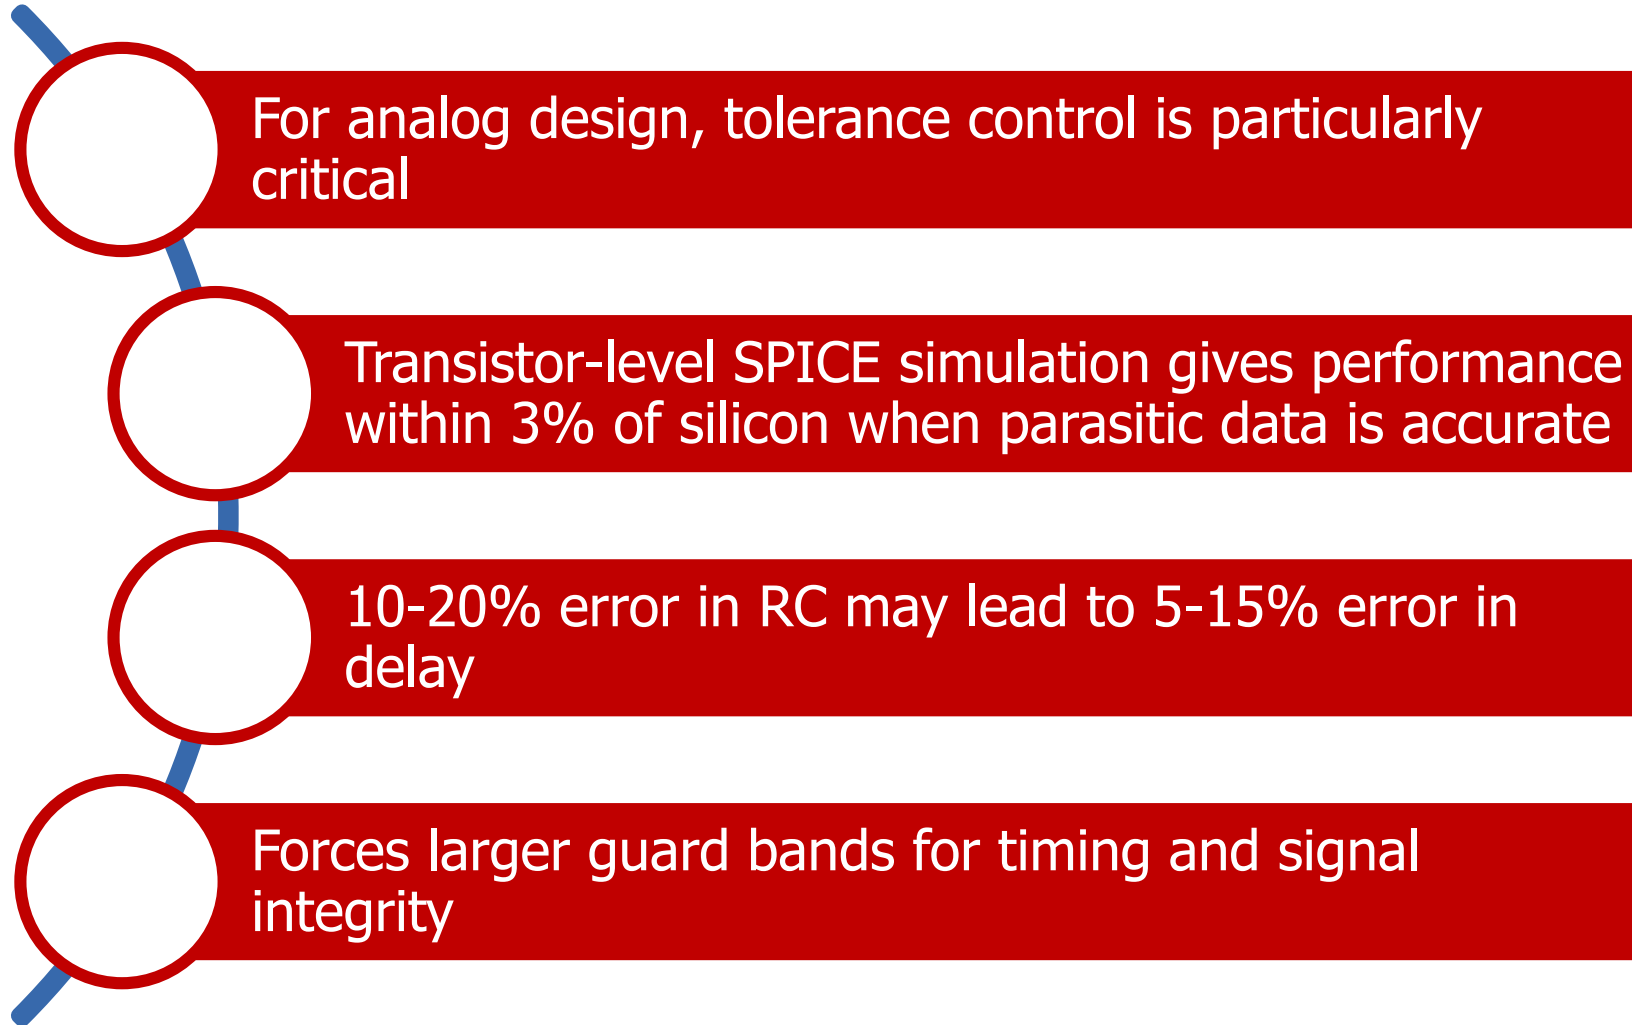 For analog design, tolerance control is particularly
critical
Transistor-level SPICE simulation gives performance
within 3% of silicon when parasitic data is accurate
10-20% error in RC may lead to 5-15% error in
delay
Forces larger guard bands for timing and signal
integrity